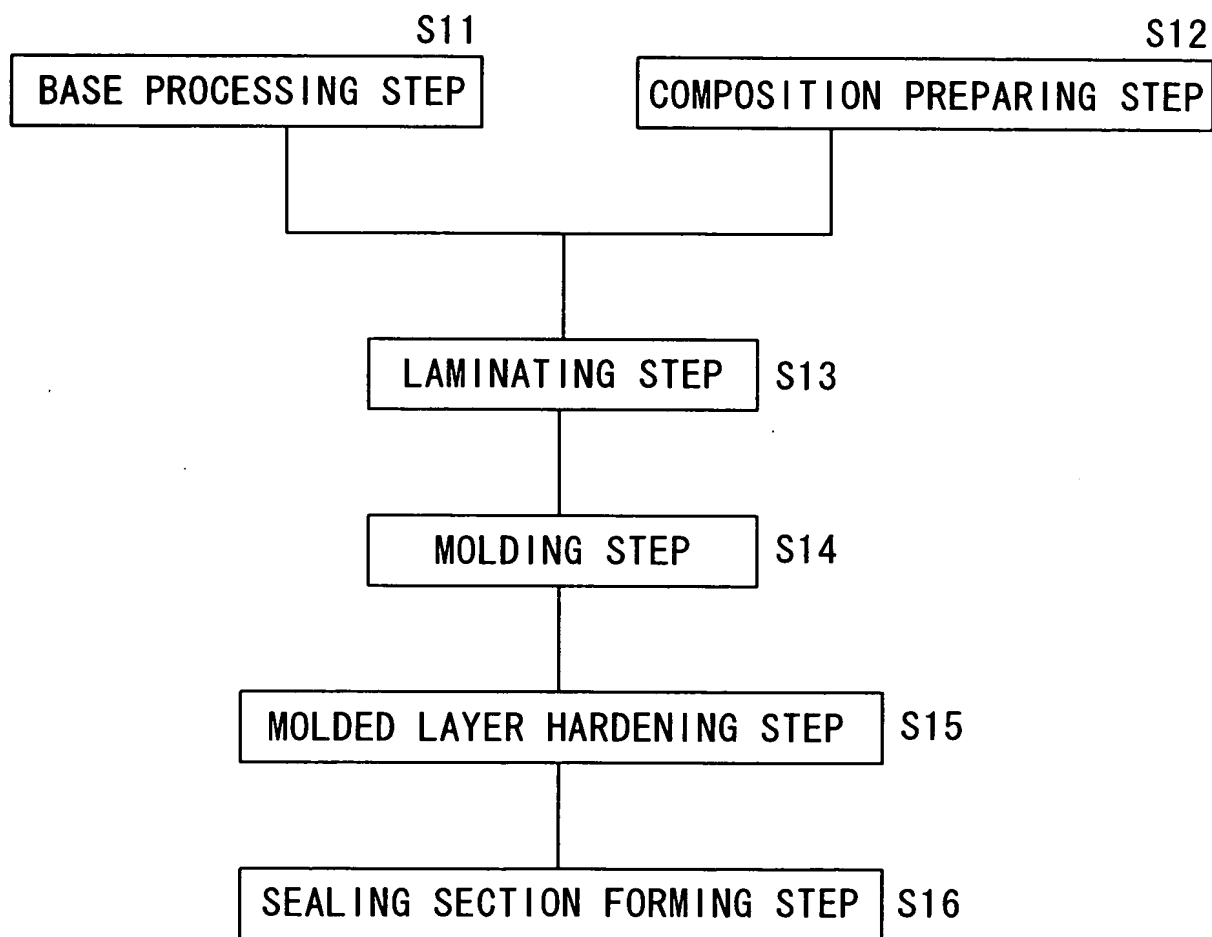 S11
S12
BASE PROCESSING STEP
COMPOSITION PREPARING STEP
LAMINATING STEP S13
MOLDING STEP S14
MOLDED LAYER HARDENING STEP S15
SEALING SECTION FORMING STEP S16